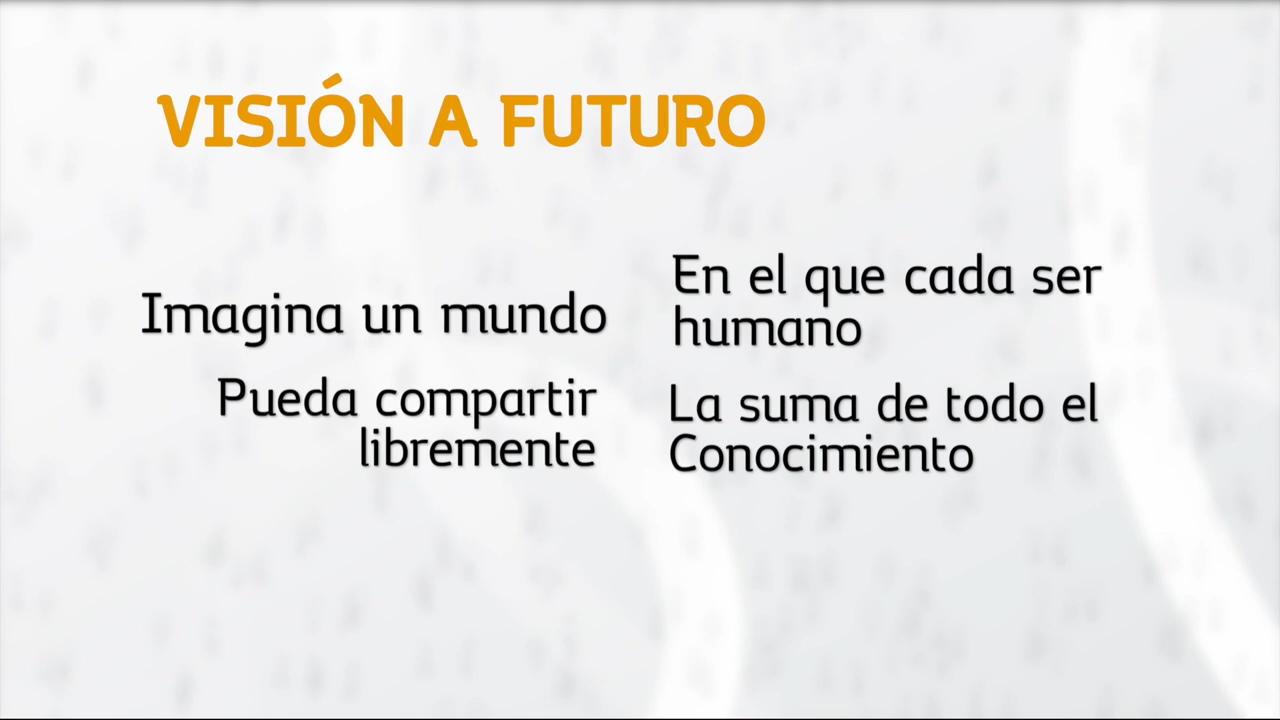 VISIÓN A FUTURO
Imagina un mundo
En el que cada ser
humano
Pueda compartir
libremente
La suma de todo el
Conocimiento